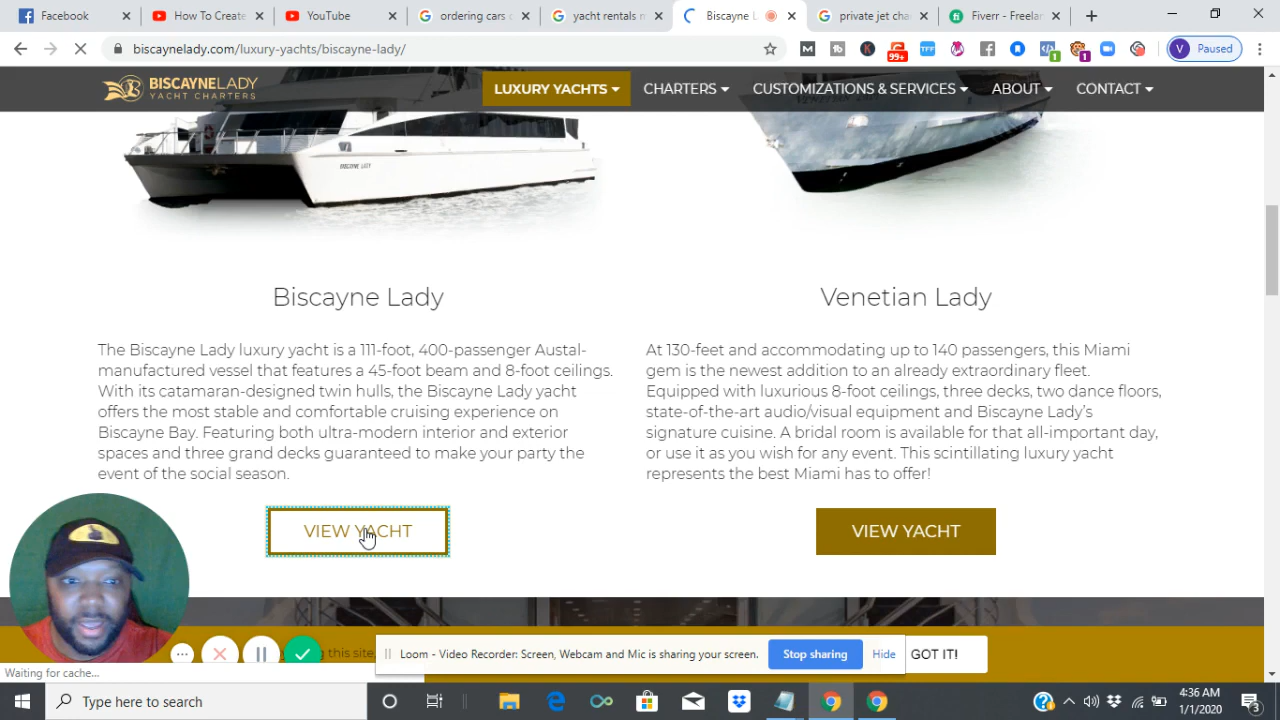 Facebook
How To Create
YouTube
ordering cars o
yacht rentals m
Biscayne L
private jet cha
Fiverr - Freelan
biscaynelady.com/luxury-yachts/biscayne-lady/
99+
TFF
1
1
V Paused
BISCAYNELADY
YACHT CHARTERS
LUXURY YACHTS
CHARTERS
CUSTOMIZATIONS & SERVICES
ABOUT
CONTACT
BISCAYNE LADY
Biscayne Lady
The Biscayne Lady luxury yacht is a 111-foot, 400-passenger Austal-
manufactured vessel that features a 45-foot beam and 8-foot ceilings.
With its catamaran-designed twin hulls, the Biscayne Lady yacht
offers the most stable and comfortable cruising experience on
Biscayne Bay. Featuring both ultra-modern interior and exterior
spaces and three grand decks guaranteed to make your party the
event of the social season.
VIEW YACHT
Venetian Lady
At 130-feet and accommodating up to 140 passengers, this Miami
gem is the newest addition to an already extraordinary fleet.
Equipped with luxurious 8-foot ceilings, three decks, two dance floors,
state-of-the-art audio/visual equipment and Biscayne Lady's
signature cuisine. A bridal room is available for that all-important day,
or use it as you wish for any event. This scintillating luxury yacht
represents the best Miami has to offer!
VIEW YACHT
this site,
Loom - Video Recorder: Screen, Webcam and Mic is sharing your screen.
Stop sharing
Hide
GOT IT!
Waiting for cache...
Type here to search
4:36 AM
1/1/2020
3